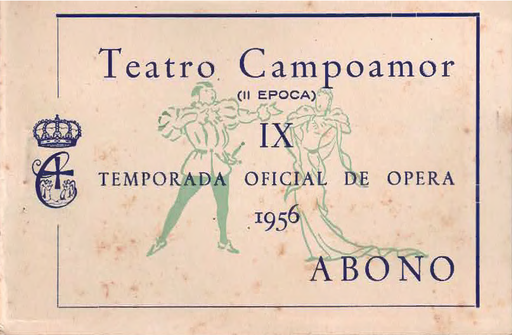 Teatro Campoamor
(II EPOCA)
IX
TEMPORADA OFICIAL DE OPERA
1956
ABONO